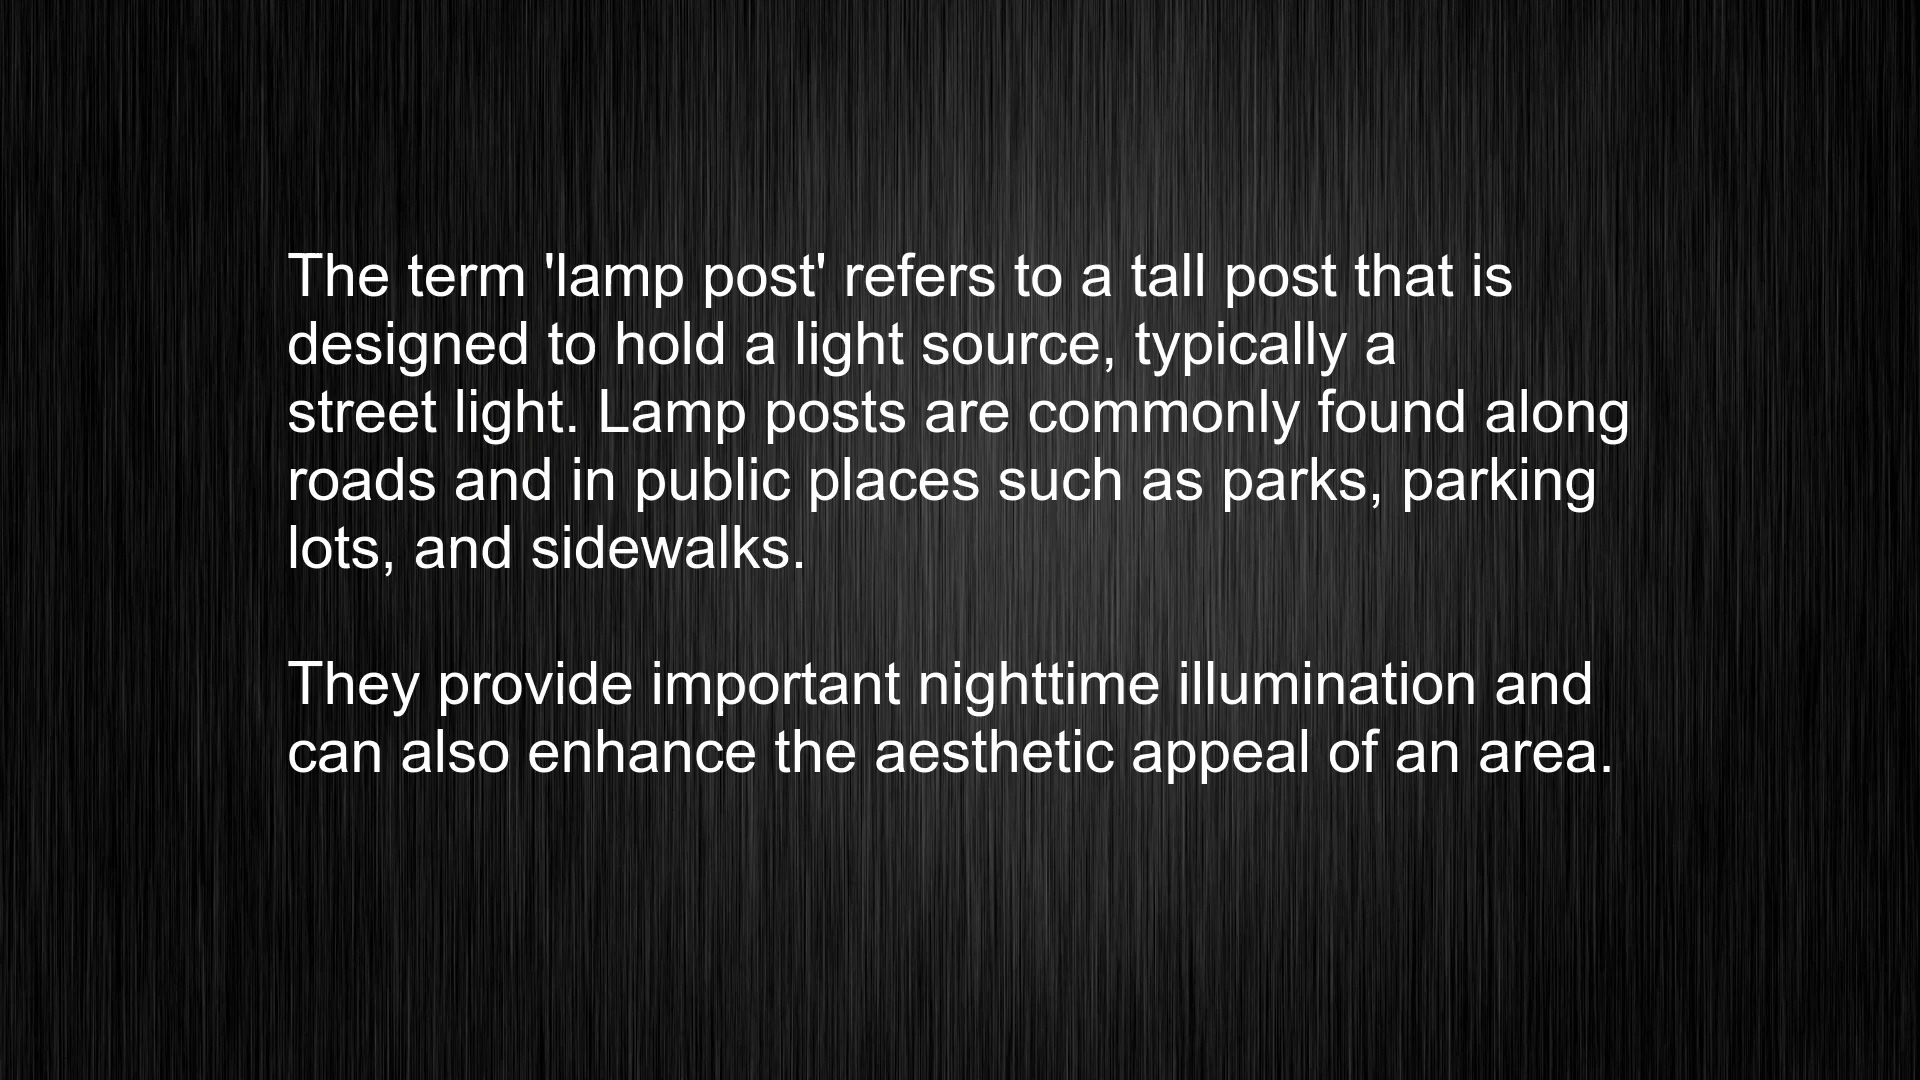 The term 'lamp post' refers to a tall post that is
designed to hold a light source, typically a
street light. Lamp posts are commonly found along
roads and in public places such as parks, parking
lots, and sidewalks.
They provide important nighttime illumination and
can also enhance the aesthetic appeal of an area.